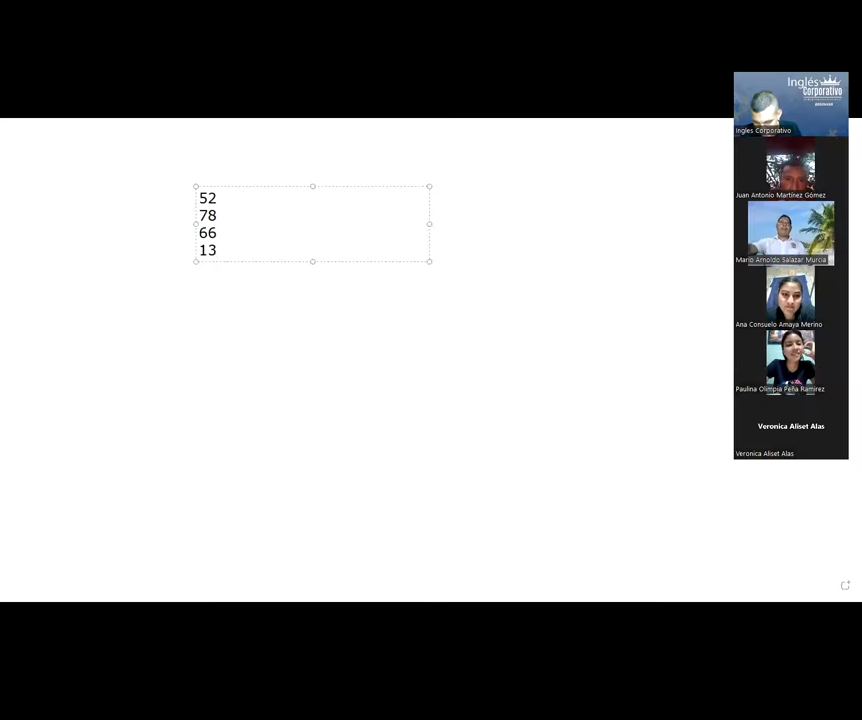 52
78
66
13
Inglés
Corporativo
Ingles Corporativo
Juan Antonio Martínez Gómez
Mario Arnoldo Salazar Murcia
Ana Consuelo Amaya Merino
Paulina Olimpia Peña Ramirez
Veronica Aliset Alas
Veronica Aliset Alas